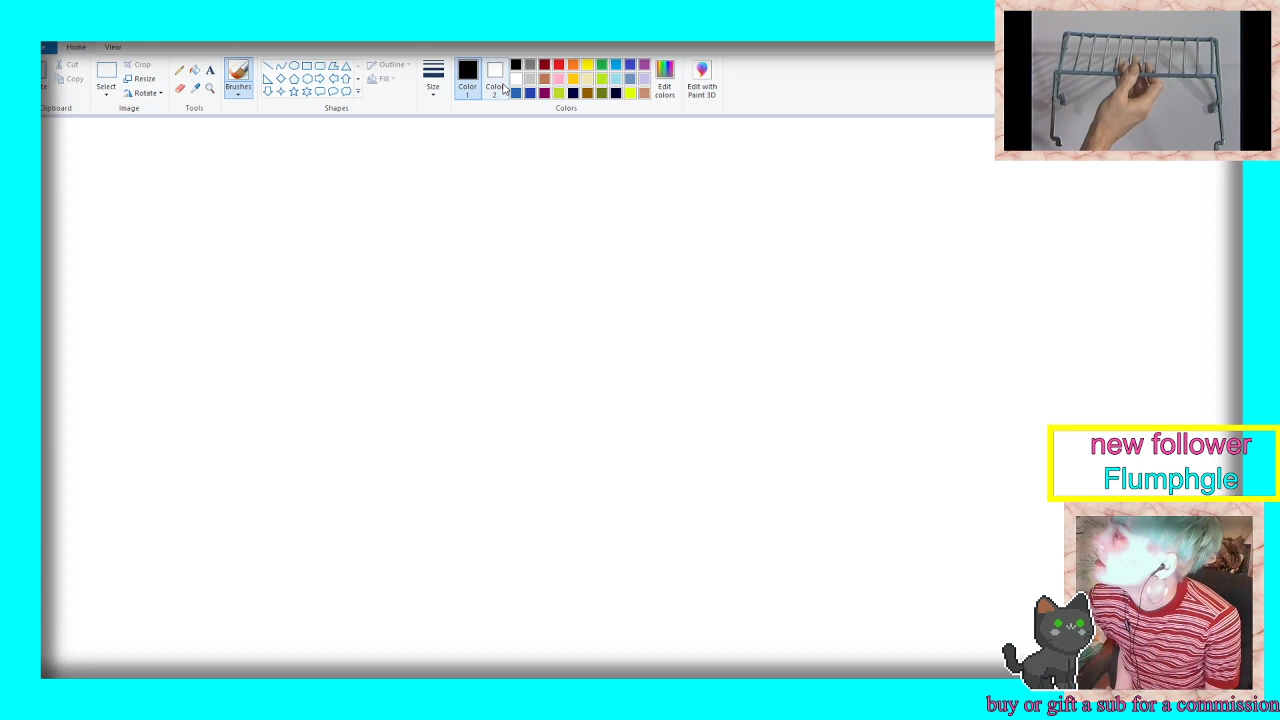 Home View
Cut
Copy
Clipboard
Select
Crop
Resize
Rotate
Image
A
Tools
Brushes
Shapes
Outline
Fill
Size
Color
1
Color
2
Colors
Edit
colors
Edit with
Paint 3D
new follower
Flumphgle
buy or gift a sub for a commission